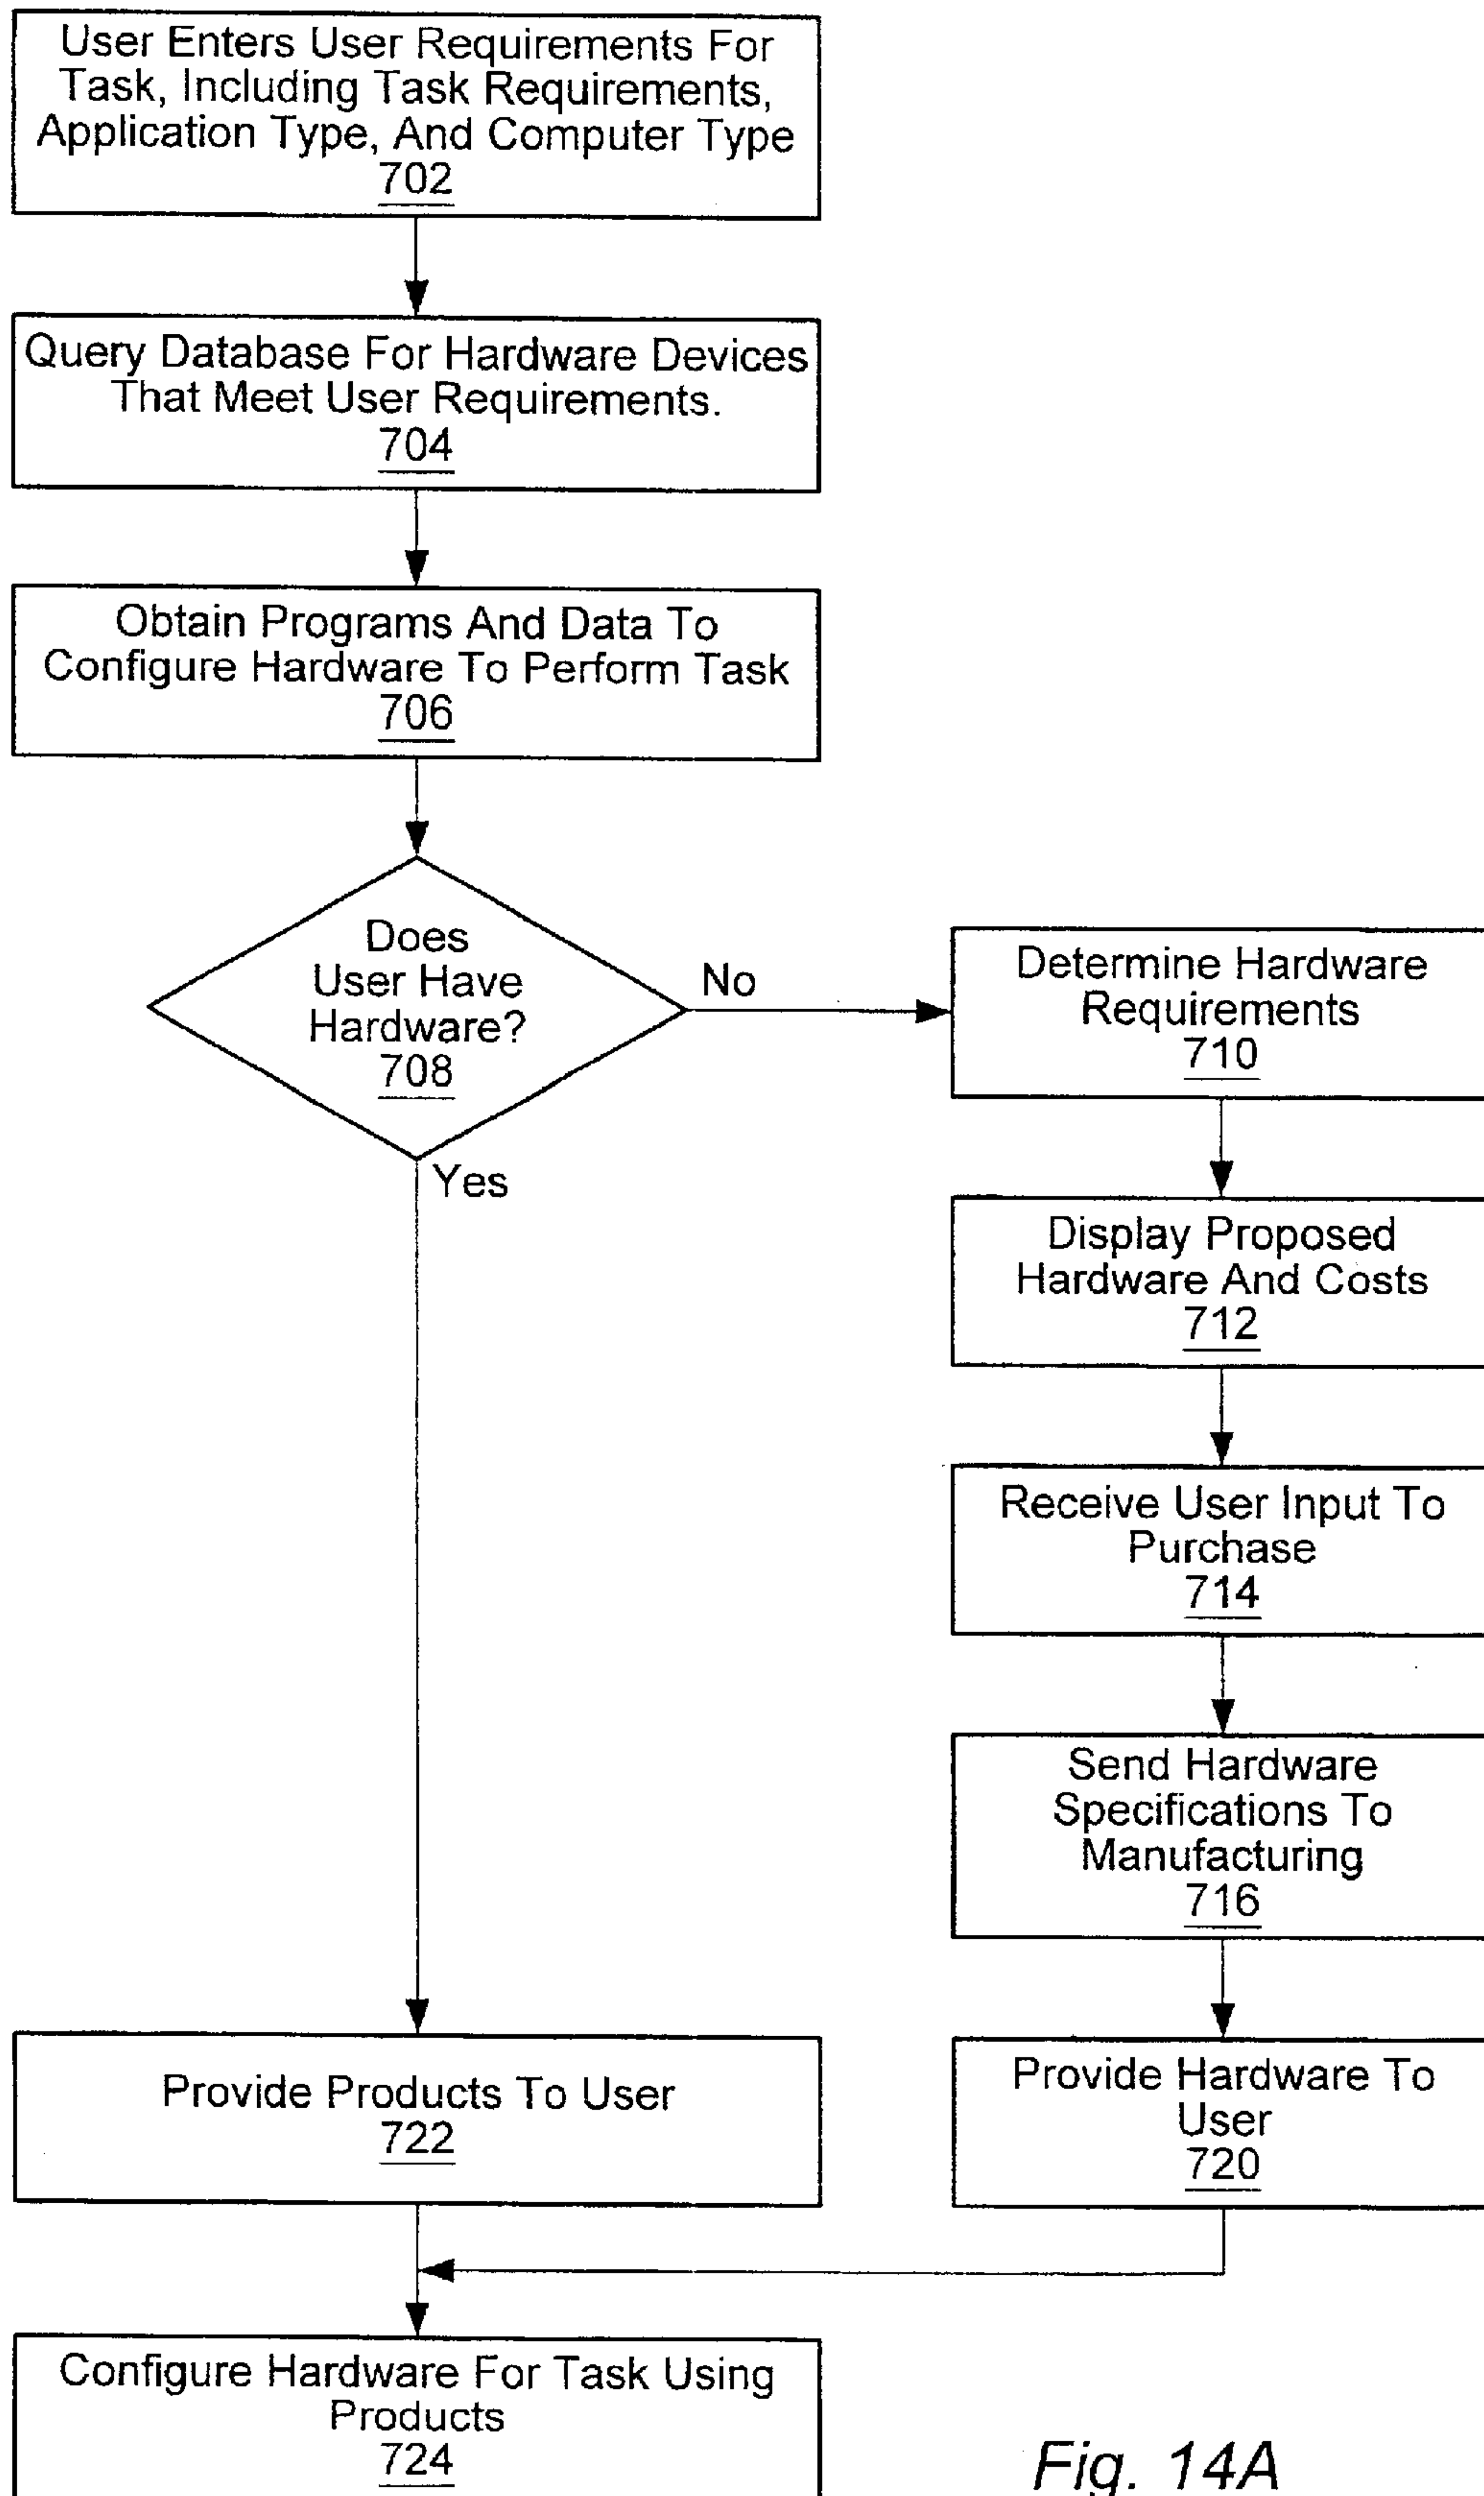 User Enters User Requirements For
Task, Including Task Requirements,
Application Type, And Computer Type
702
Query Database For Hardware Devices
That Meet User Requirements.
704
Obtain Programs And Data To
Configure Hardware To Perform Task
706
Does
User Have
Hardware?
708
No
Yes
Determine Hardware
Requirements
710
Display Proposed
Hardware And Costs
712
Receive User Input To
Purchase
714
Send Hardware
Specifications To
Manufacturing
716
Provide Hardware To
User
720
Provide Products To User
722
Configure Hardware For Task Using
Products
724
Fig. 14A